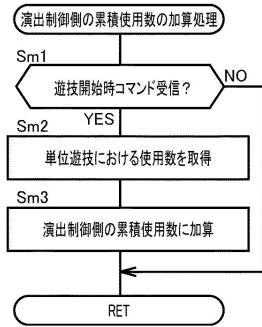 演出制御側の累積使用数の加算処理
Sm1
遊技開始時コマンド受信？
NO
YES
Sm2
単位遊技における使用数を取得
Sm3
演出制御側の累積使用数に加算
RET